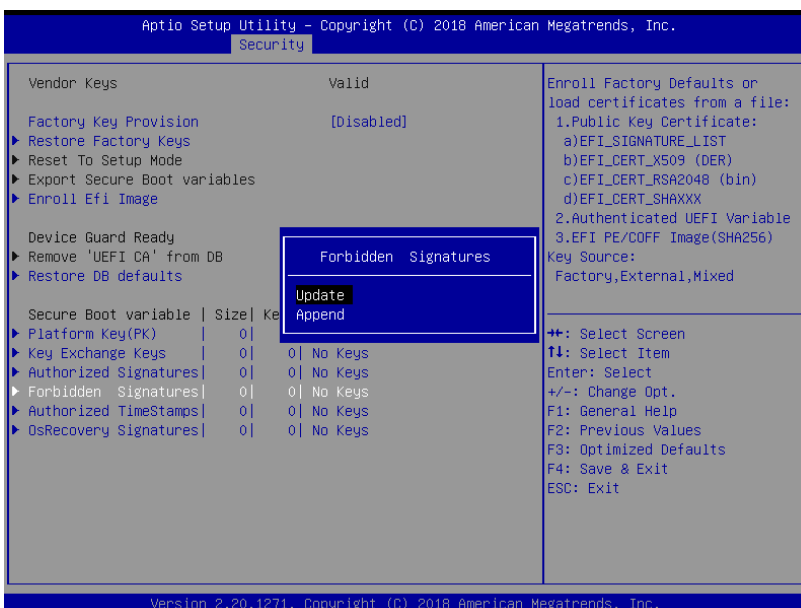 Aptio Setup Utility – Copyright (C) 2018 American Megatrends, Inc.
Security
Vendor Keys Valid
Factory Key Provision [Disabled]
Restore Factory Keys
Reset To Setup Mode
Export Secure Boot variables
Enroll Efi Image
Device Guard Ready
Remove 'UEFI CA' from DB
Restore DB defaults
Secure Boot variable | Size| Ke
Platform Key(PK) | 0|
Key Exchange Keys | 0| 0| No Keys
Authorized Signatures| 0| 0| No Keys
Forbidden Signatures| 0| 0| No Keys
Authorized TimeStamps| 0| 0| No Keys
OsRecovery Signatures| 0| 0| No Keys
Forbidden Signatures
Update
Append
Enroll Factory Defaults or
load certificates from a file:
1.Public Key Certificate:
a)EFI_SIGNATURE_LIST
b)EFI_CERT_X509 (DER)
c)EFI_CERT_RSA2048 (bin)
d)EFI_CERT_SHAXXX
2.Authenticated UEFI Variable
3.EFI PE/COFF Image(SHA256)
Key Source:
Factory,External,Mixed
→←: Select Screen
↑↓: Select Item
Enter: Select
+/-: Change Opt.
F1: General Help
F2: Previous Values
F3: Optimized Defaults
F4: Save & Exit
ESC: Exit
Version 2.20.1271. Copyright (C) 2018 American Megatrends, Inc.